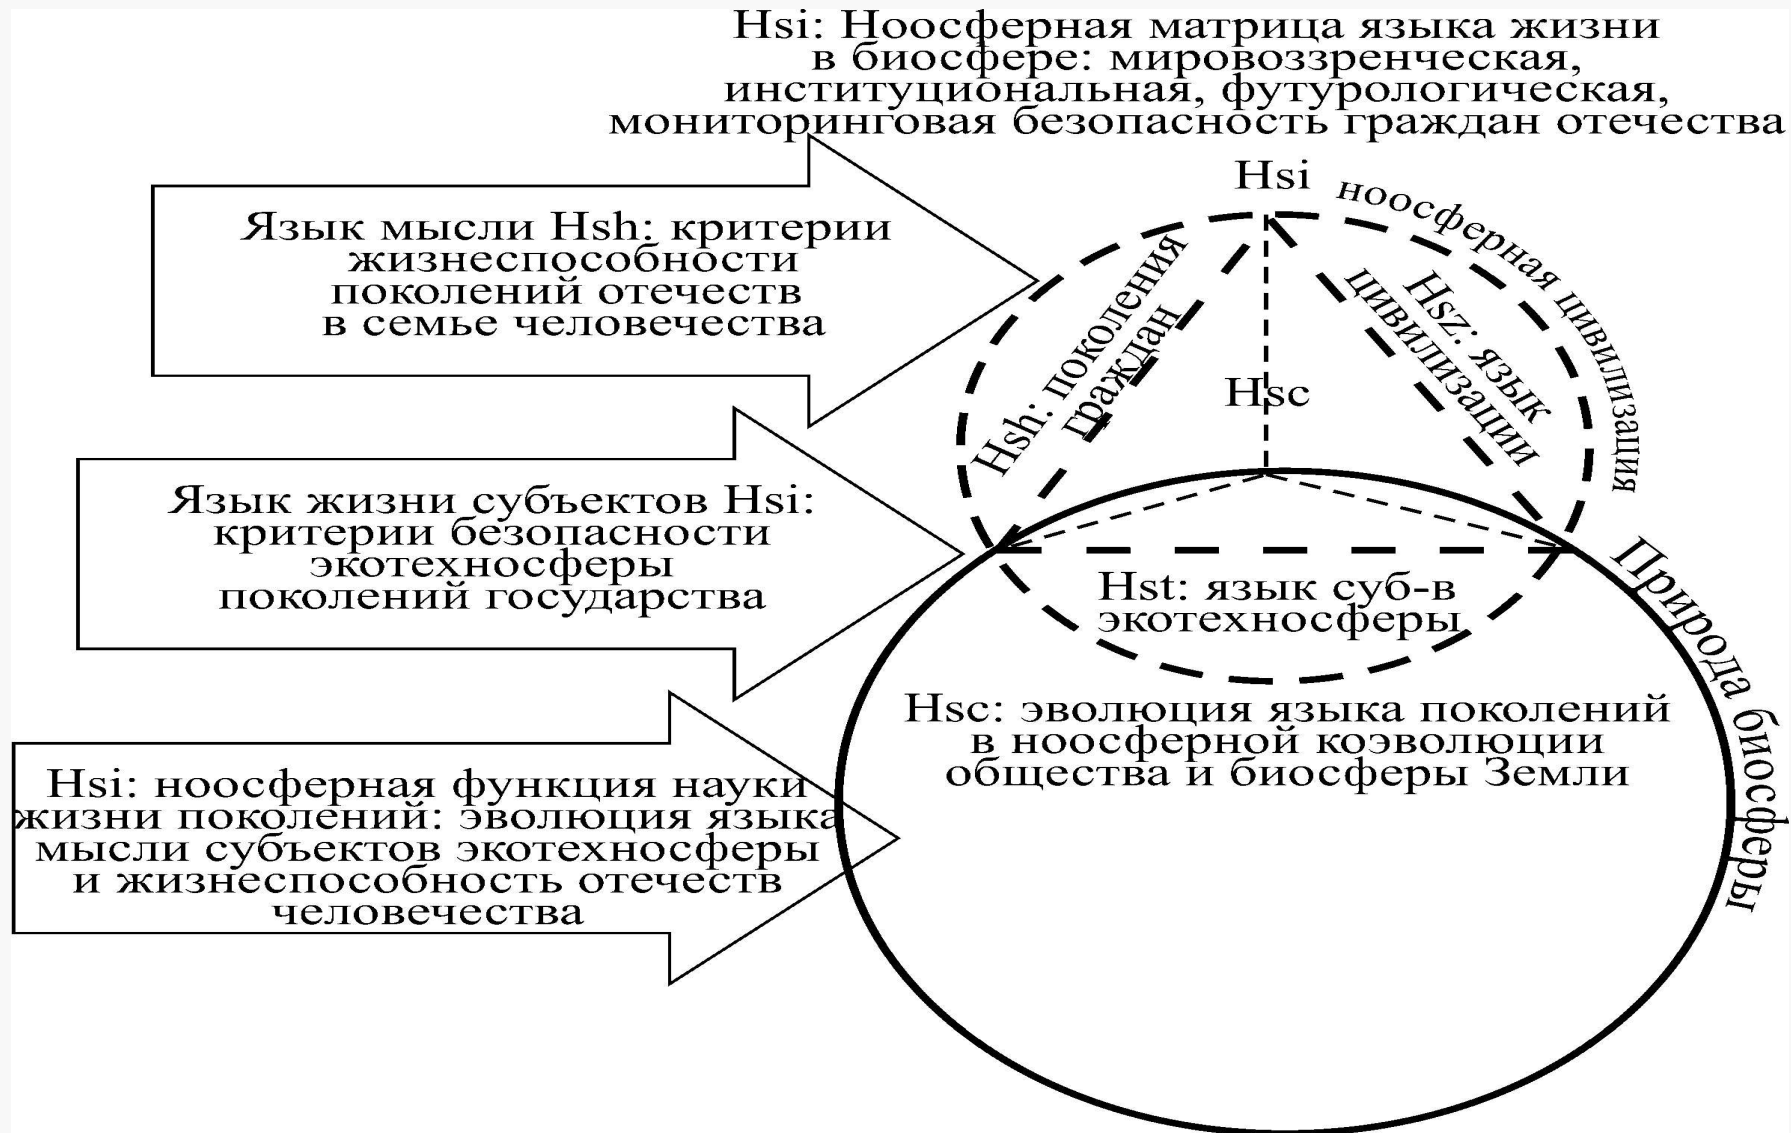 Hsi: Ноосферная матрица языка жизни
в биосфере: мировоззренческая,
институциональная, футурологическая,
мониторинговая безопасность граждан отечества
Язык мысли Hsh: критерии
жизнеспособности
поколений отечеств
в семье человечества
Hsi
ноосферная цивилизация
Hsh: поколения
граждан
Hsz: язык
цивилизации
Hsc
Язык жизни субъектов Hsi:
критерии безопасности
экотехносферы
поколений государства
Hst: язык суб-в
экотехносферы
Природа биосферы
Hsc: эволюция языка поколений
в ноосферной коэволюции
общества и биосферы Земли
Hsi: ноосферная функция науки
жизни поколений: эволюция языка
мысли субъектов экотехносферы
и жизнеспособность отечеств
человечества